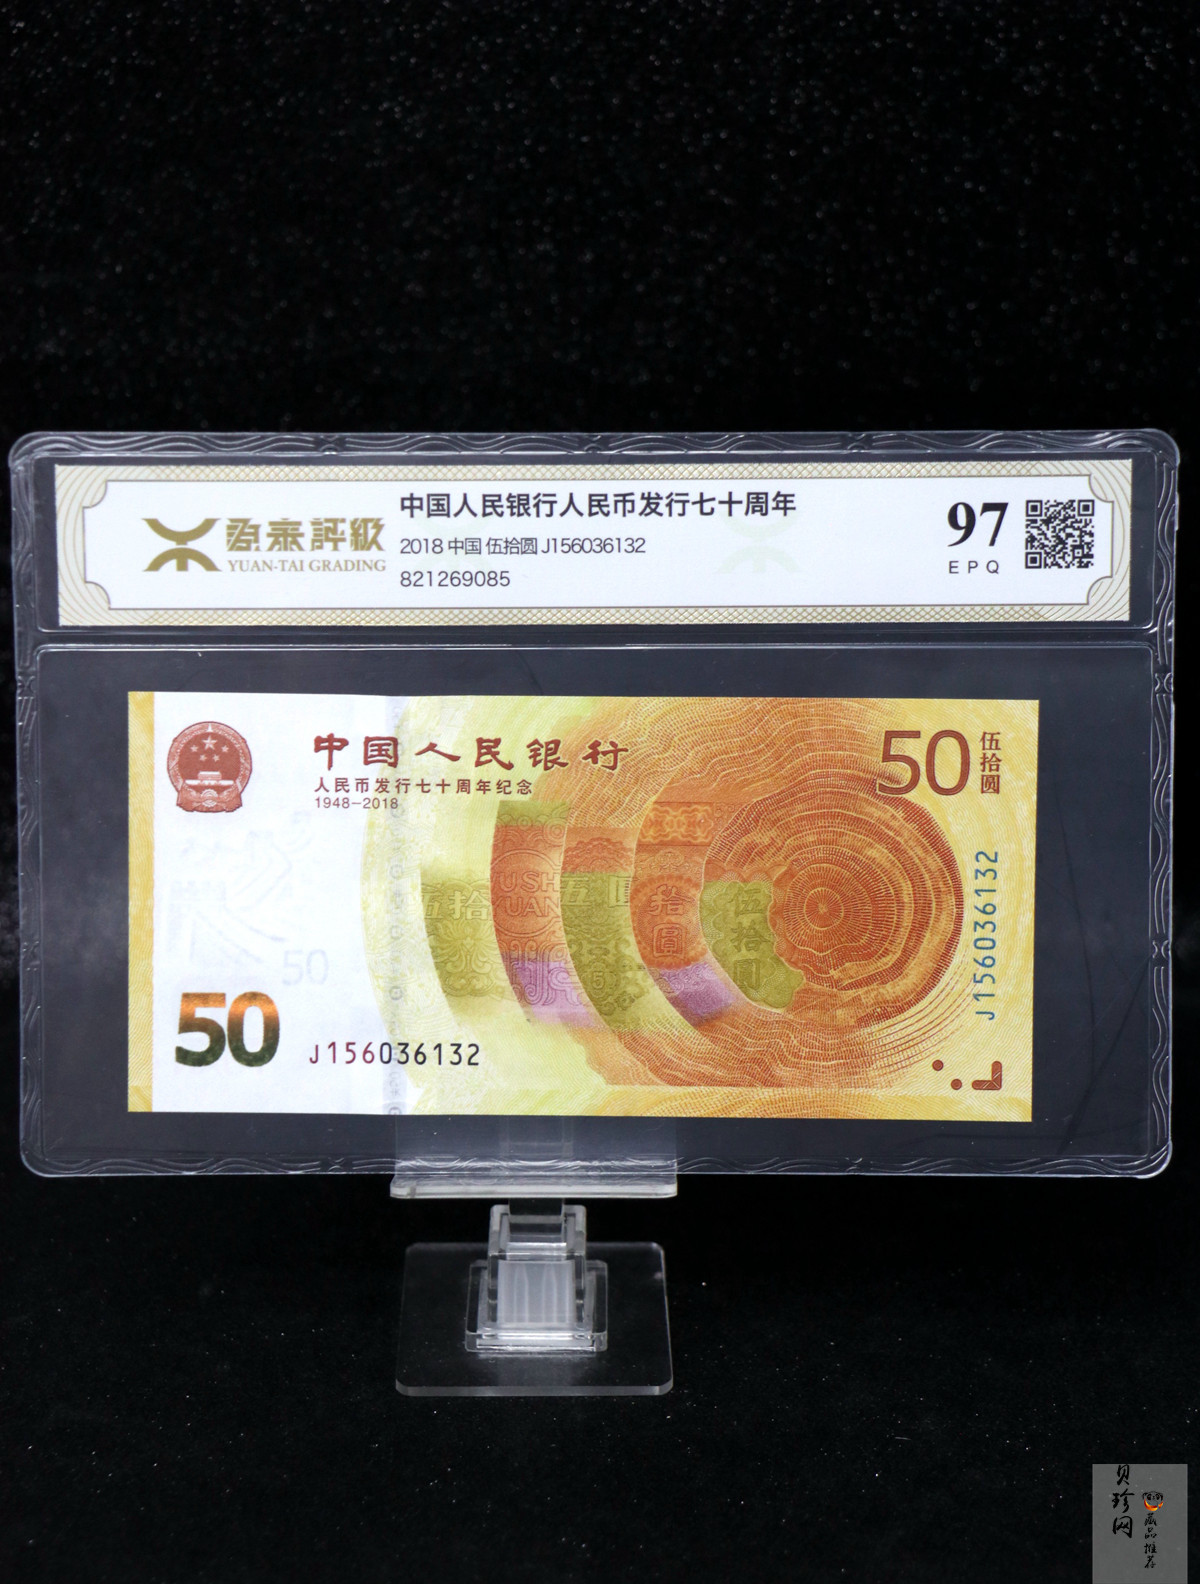 源泰評級
YUAN-TAI GRADING
中国人民银行人民币发行七十周年
2018 中国 伍拾圆 J156036132
821269085
97
EPQ
中国人民银行
人民币发行七十周年纪念
1948-2018
50
伍拾圆
J156036132
伍拾
USH
YUAN
五
圆
拾圓
伍拾圆
50
50
J156036132
贝珍网
藏品推荐